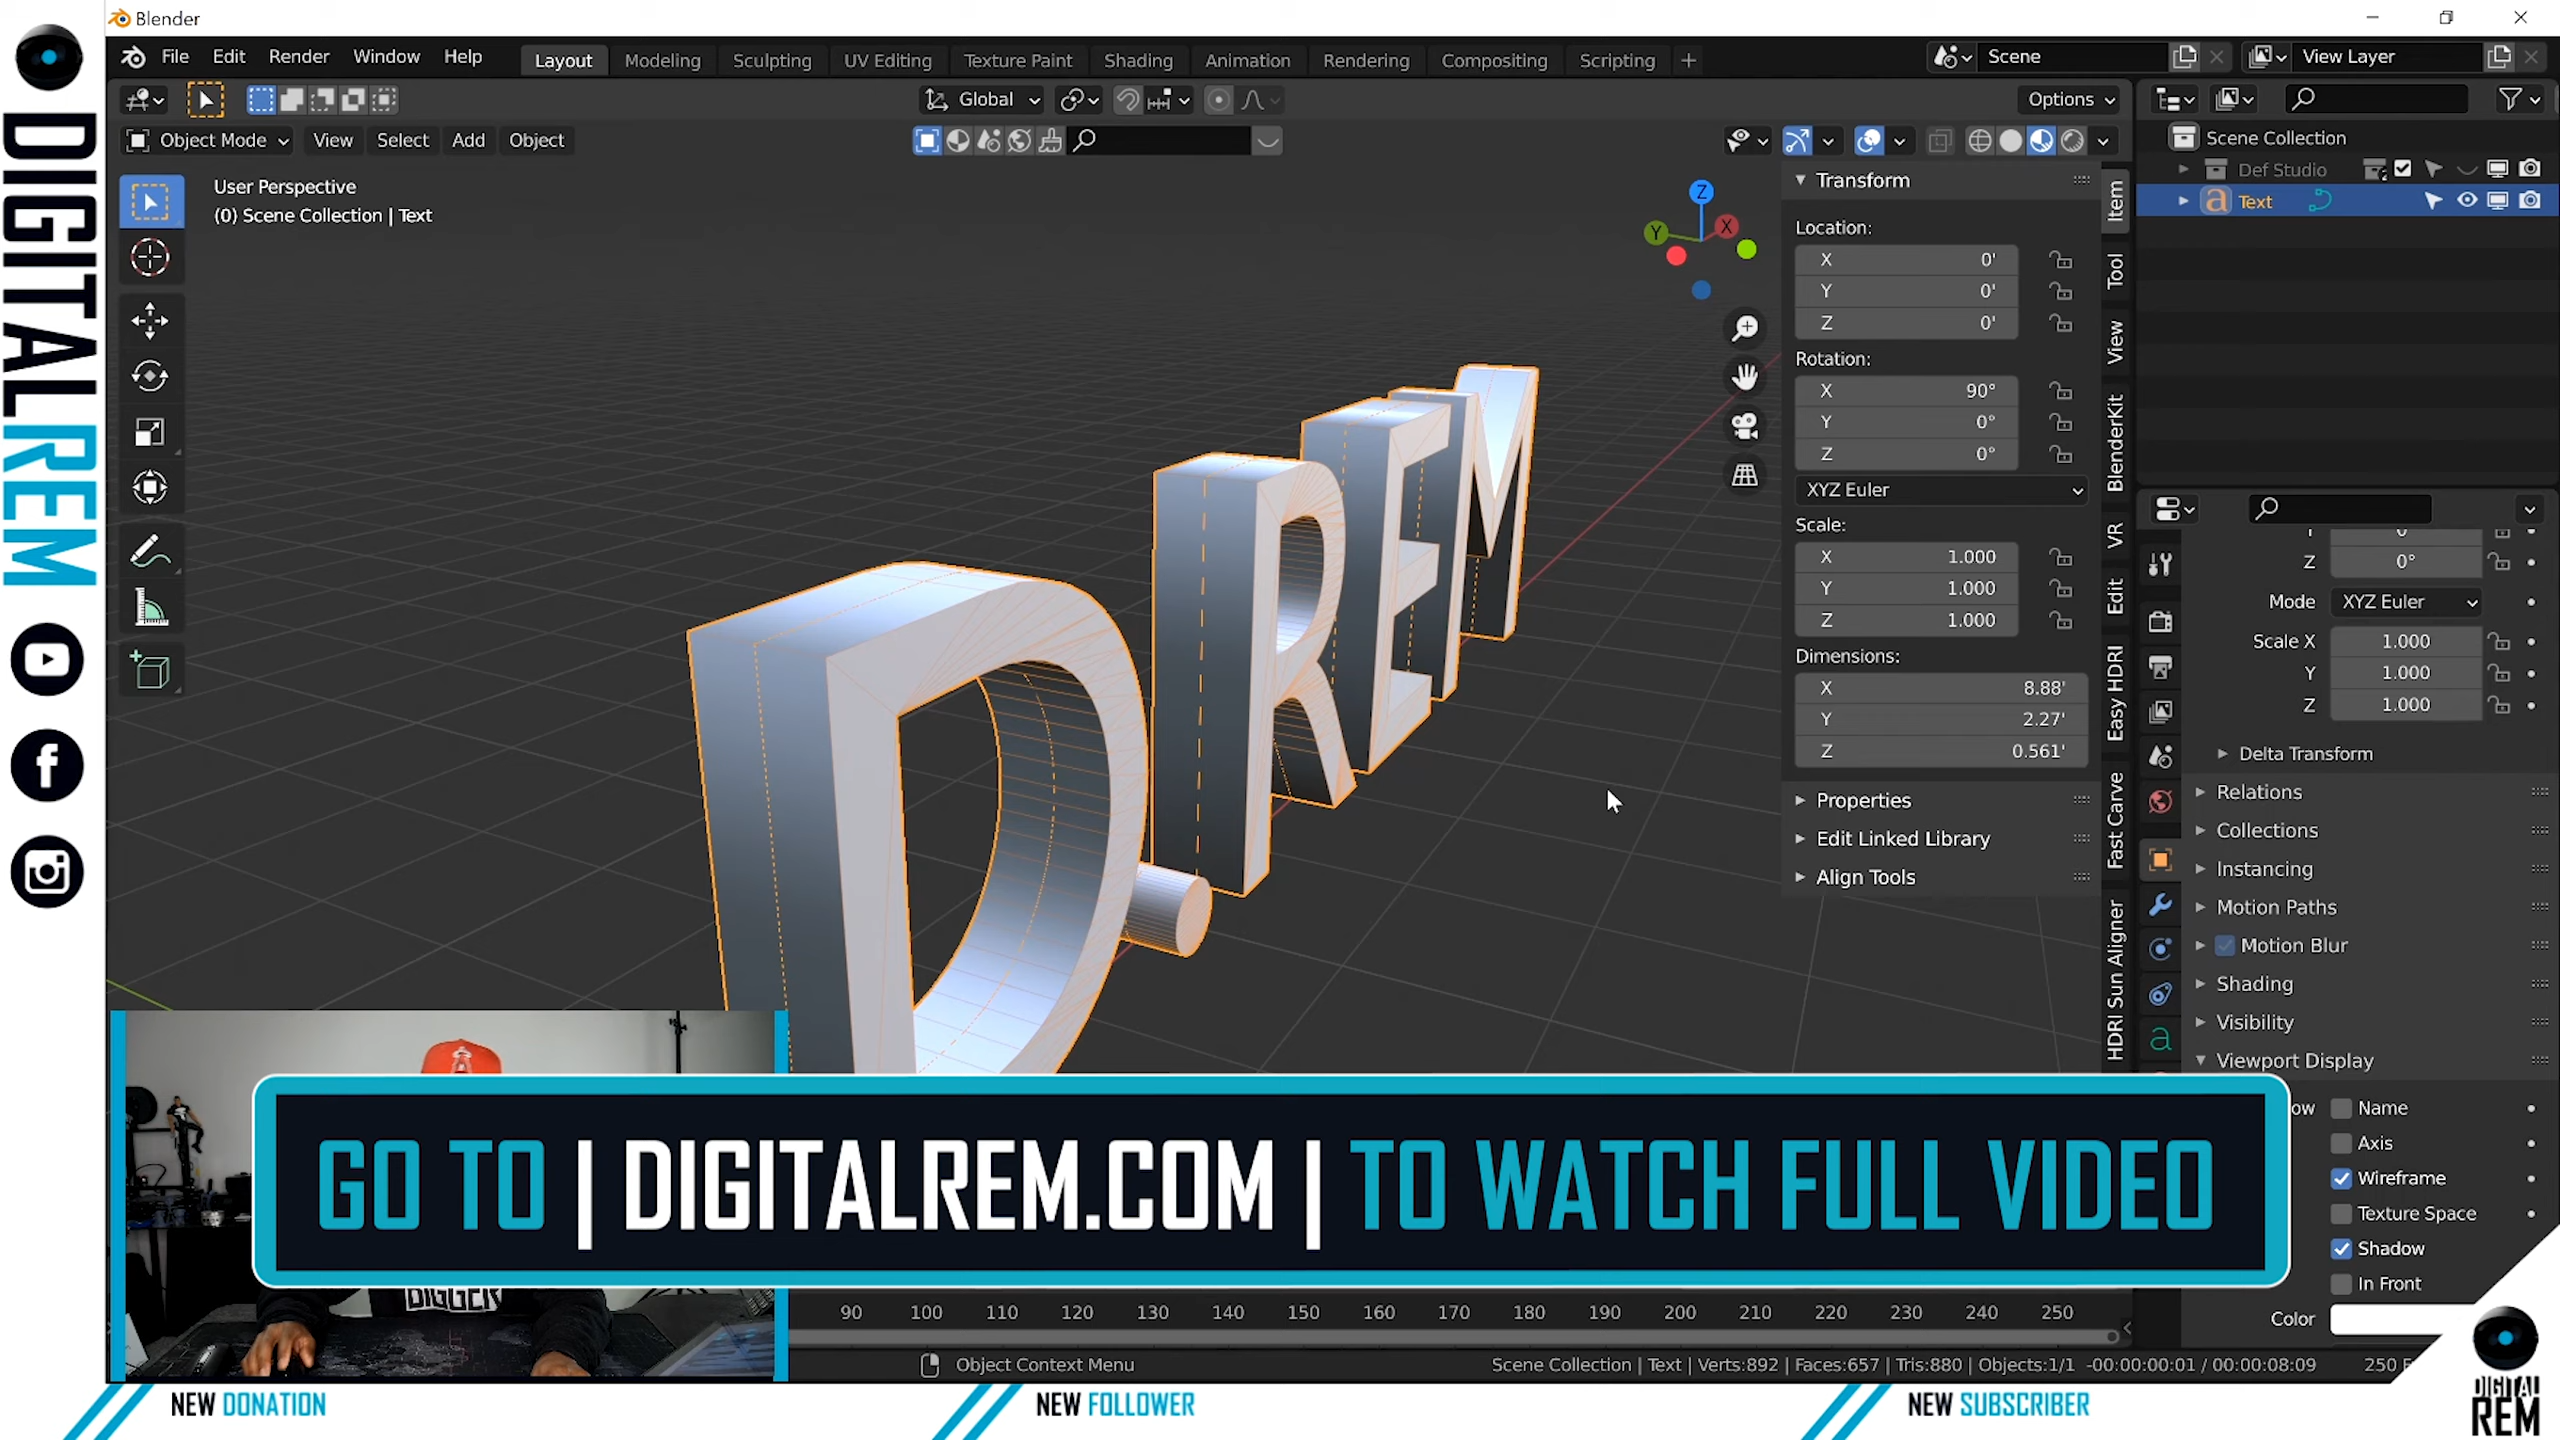 Blender
File Edit Render Window Help Layout Modeling Sculpting UV Editing Texture Paint Shading Animation Rendering Compositing Scripting + Scene View Layer
Global Options
Object Mode View Select Add Object
User Perspective
(0) Scene Collection | Text
Z
Y
X
D.REM
Transform
Location:
X 0'
Y 0'
Z 0'
Rotation:
X 90°
Y 0°
Z 0°
XYZ Euler
Scale:
X 1.000
Y 1.000
Z 1.000
Dimensions:
X 8.88'
Y 2.27'
Z 0.561'
Properties
Edit Linked Library
Align Tools
Item
Tool
View
BlenderKit
VR
Edit
Easy HDRI
Fast Carve
HDRI Sun Aligner
Scene Collection
Def Studio
Text
Z 0°
Mode XYZ Euler
Scale X 1.000
Y 1.000
Z 1.000
Delta Transform
Relations
Collections
Instancing
Motion Paths
Motion Blur
Shading
Visibility
Viewport Display
ow Name
Axis
Wireframe
Texture Space
Shadow
In Front
Color
DIGITALREM
GO TO | DIGITALREM.COM | TO WATCH FULL VIDEO
DIGGER
90 100 110 120 130 140 150 160 170 180 190 200 210 220 230 240 250
Object Context Menu
Scene Collection | Text | Verts:892 | Faces:657 | Tris:880 | Objects:1/1 -00:00:00:01 / 00:00:08:09 250
NEW DONATION
NEW FOLLOWER
NEW SUBSCRIBER
DIGITAL
REM